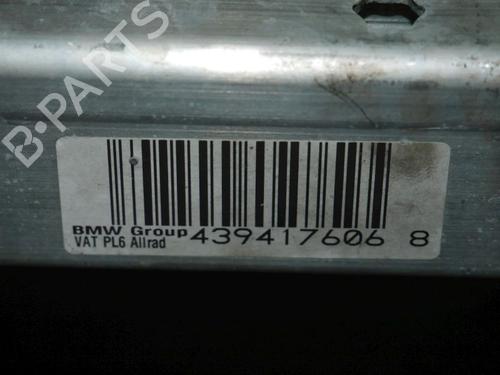 B-PARTS
BMW Group 439417606 8
VAT PL6 Allrad